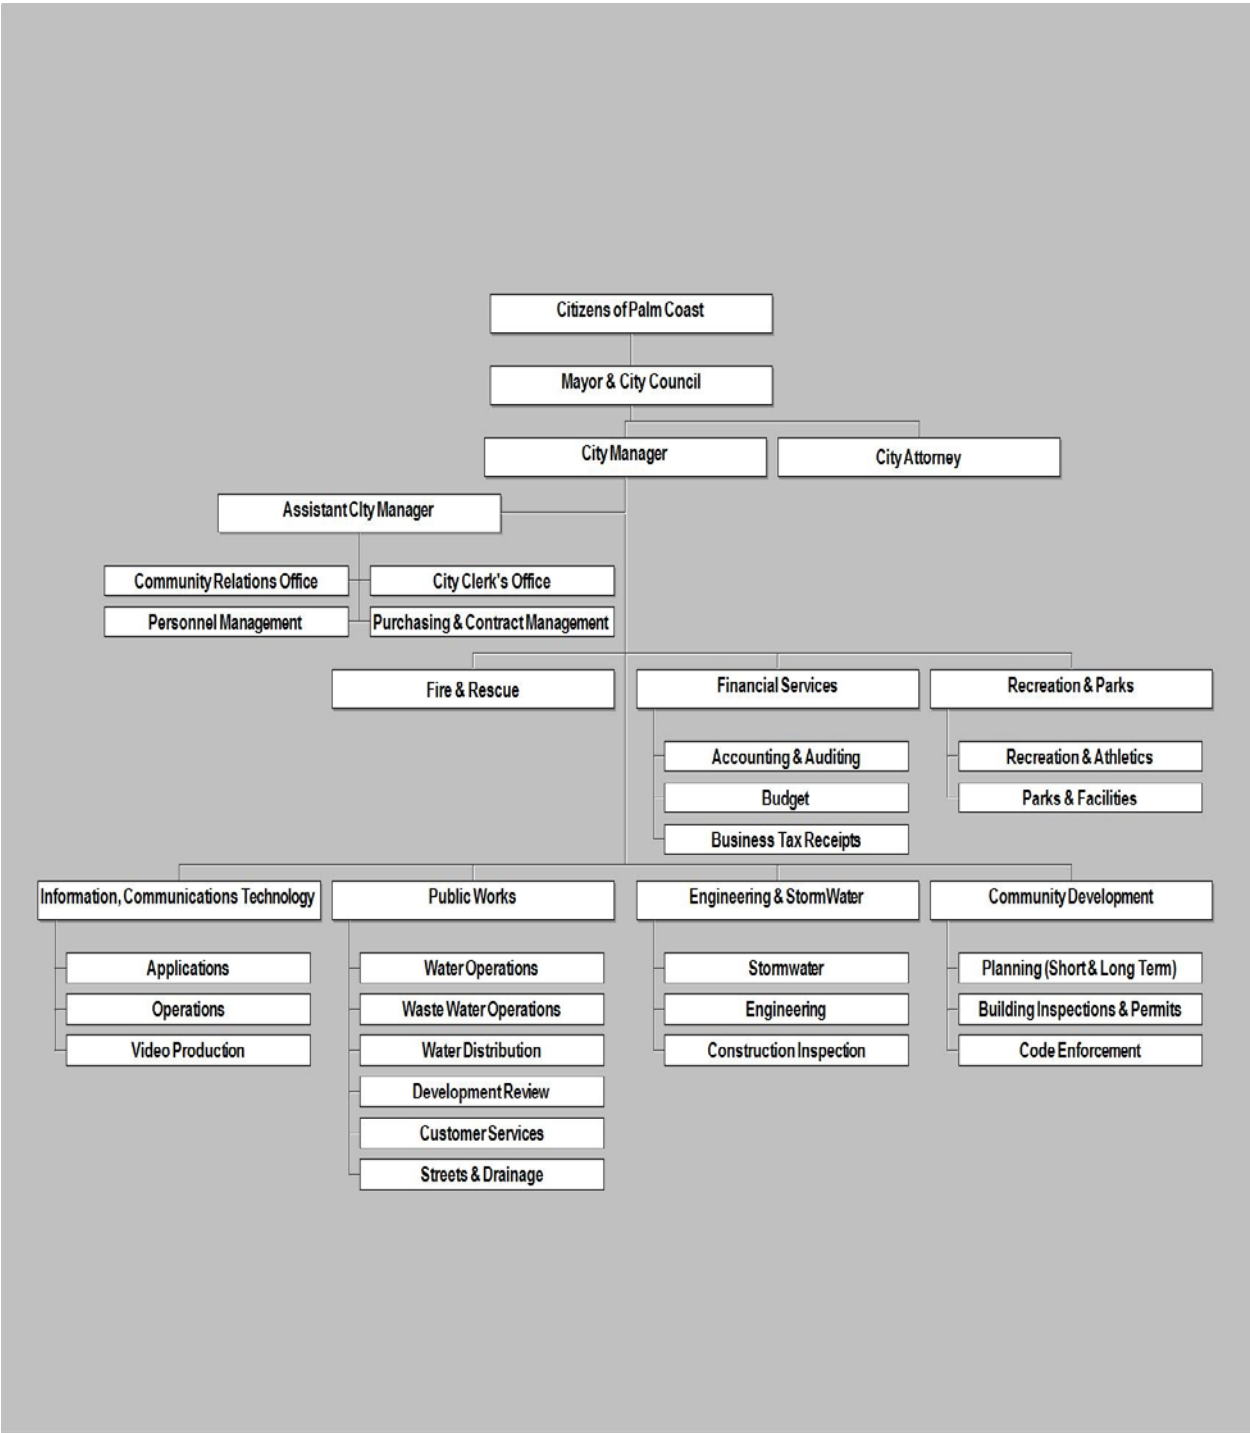 Citizens of Palm Coast
Mayor & City Council
City Manager
City Attorney
Assistant CIty Manager
Community Relations Office
City Clerk's Office
Personnel Management
Purchasing & Contract Management
Fire & Rescue
Financial Services
Recreation & Parks
Accounting & Auditing
Recreation & Athletics
Budget
Parks & Facilities
Business Tax Receipts
Information, Communications Technology
Public Works
Engineering & StormWater
Community Development
Applications
Water Operations
Stormwater
Planning (Short & Long Term)
Operations
Waste Water Operations
Engineering
Building Inspections & Permits
Video Production
Water Distribution
Construction Inspection
Code Enforcement
Development Review
Customer Services
Streets & Drainage